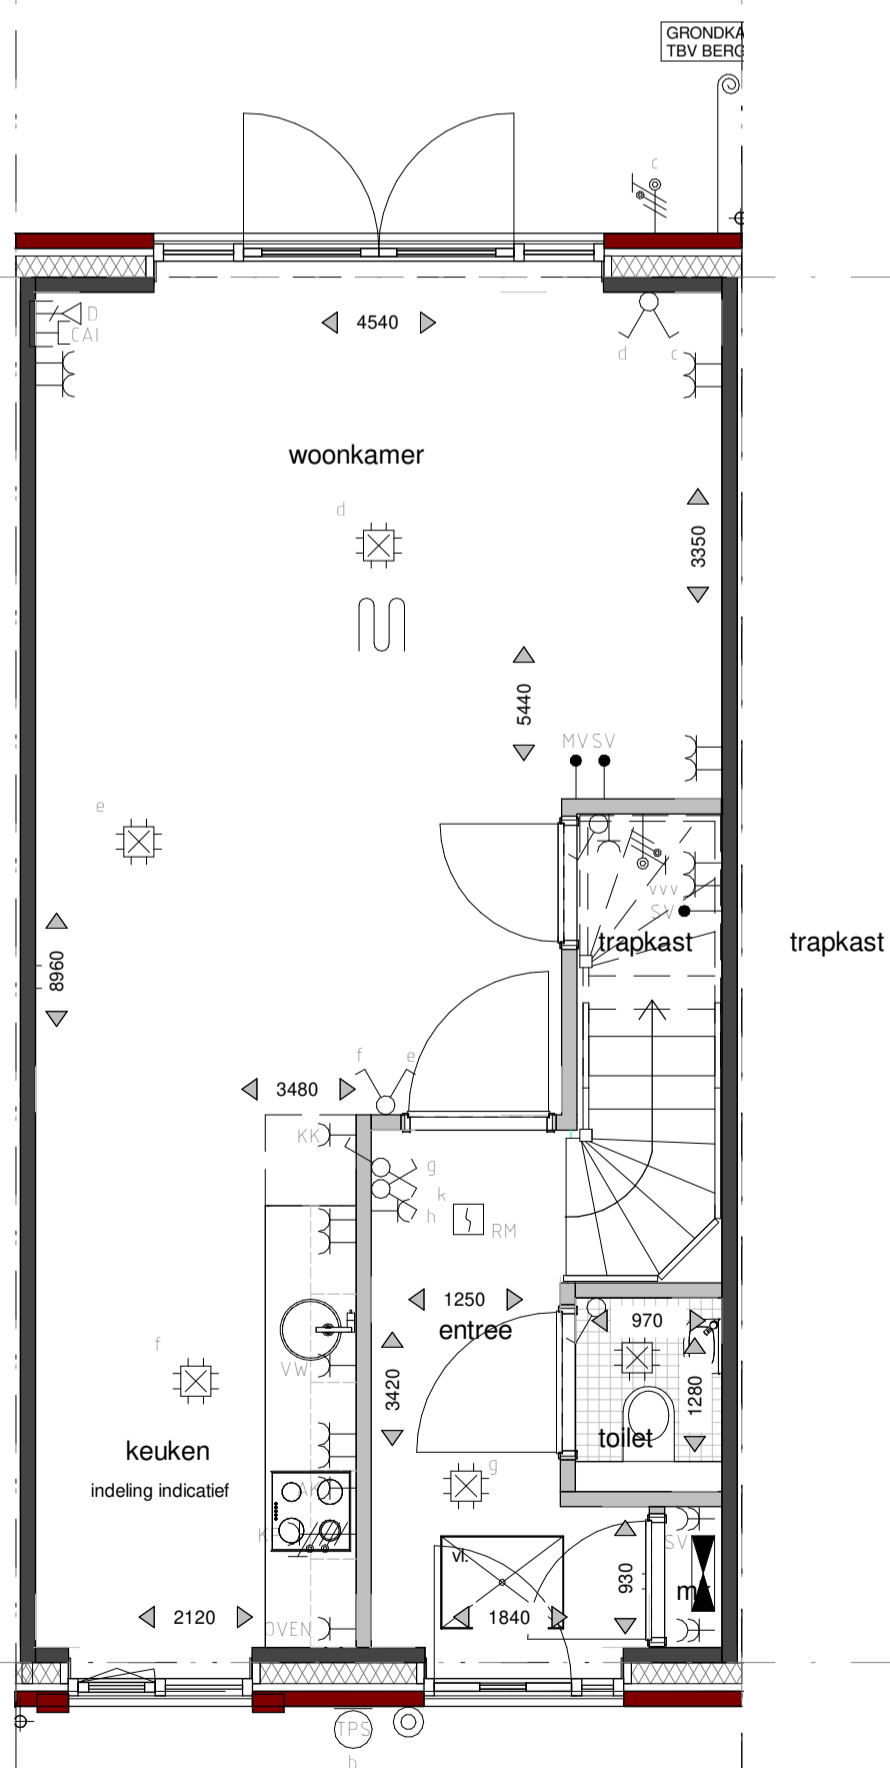 GRONDKA
TBV BERG
c
D
CAI
4540
d
c
woonkamer
d
3350
5440
MV SV
e
vvv
SV
trapkast
trapkast
8960
f
e
3480
KK
g
k
h
RM
1250
entree
970
f
VW
3420
1280
keuken
toilet
indeling indicatief
g
AK
SV
vl.
930
2120
1840
OVEN
TPS
h